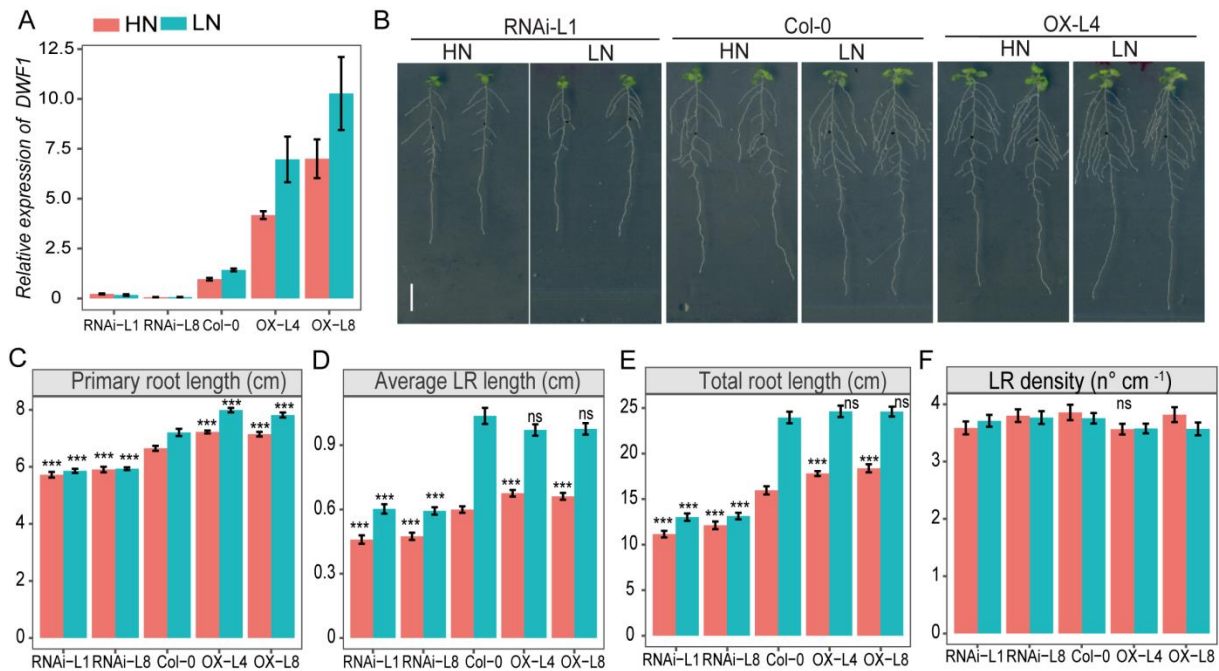 A
HN LN
Relative expression of DWF1
12.5
10.0
7.5
5.0
2.5
0
RNAi-L1 RNAi-L8 Col-0 OX-L4 OX-L8
B
RNAi-L1 Col-0 OX-L4
HN LN HN LN HN LN
C
Primary root length (cm)
8
6
4
2
0
*** *** *** *** *** *** *** ***
RNAi-L1 RNAi-L8 Col-0 OX-L4 OX-L8
D
Average LR length (cm)
0.9
0.6
0.3
0
*** *** *** *** *** ns *** ns
RNAi-L1 RNAi-L8 Col-0 OX-L4 OX-L8
E
Total root length (cm)
25
20
15
10
5
0
*** *** *** *** *** ns *** ns
RNAi-L1 RNAi-L8 Col-0 OX-L4 OX-L8
F
LR density (n° cm -1)
4
3
2
1
0
ns
RNAi-L1 RNAi-L8 Col-0 OX-L4 OX-L8